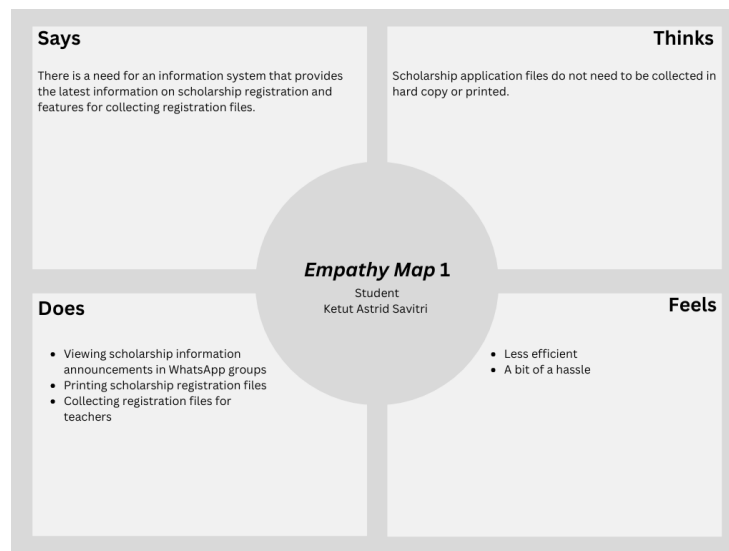 Says
There is a need for an information system that provides
the latest information on scholarship registration and
features for collecting registration files.
Thinks
Scholarship application files do not need to be collected in
hard copy or printed.
Empathy Map 1
Student
Ketut Astrid Savitri
Does
• Viewing scholarship information
announcements in WhatsApp groups
• Printing scholarship registration files
• Collecting registration files for
teachers
Feels
• Less efficient
• A bit of a hassle